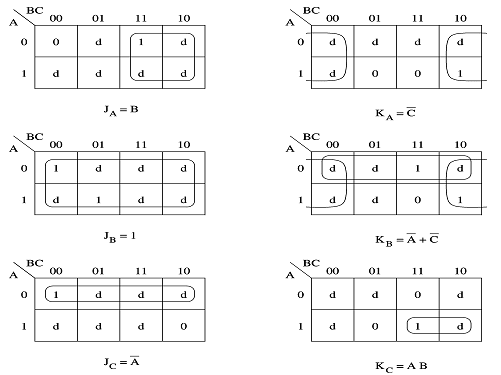 BC
A 00 01 11 10
0 0 d 1 d
1 d d d d
J_A = B
BC
A 00 01 11 10
0 d d d d
1 d 0 0 1
K_A = C̅
BC
A 00 01 11 10
0 1 d d d
1 d 1 d d
J_B = 1
BC
A 00 01 11 10
0 d d 1 d
1 d d 0 1
K_B = A̅ + C̅
BC
A 00 01 11 10
0 1 d d d
1 d d d 0
J_C = A̅
BC
A 00 01 11 10
0 d d 0 d
1 d 0 1 d
K_C = A B